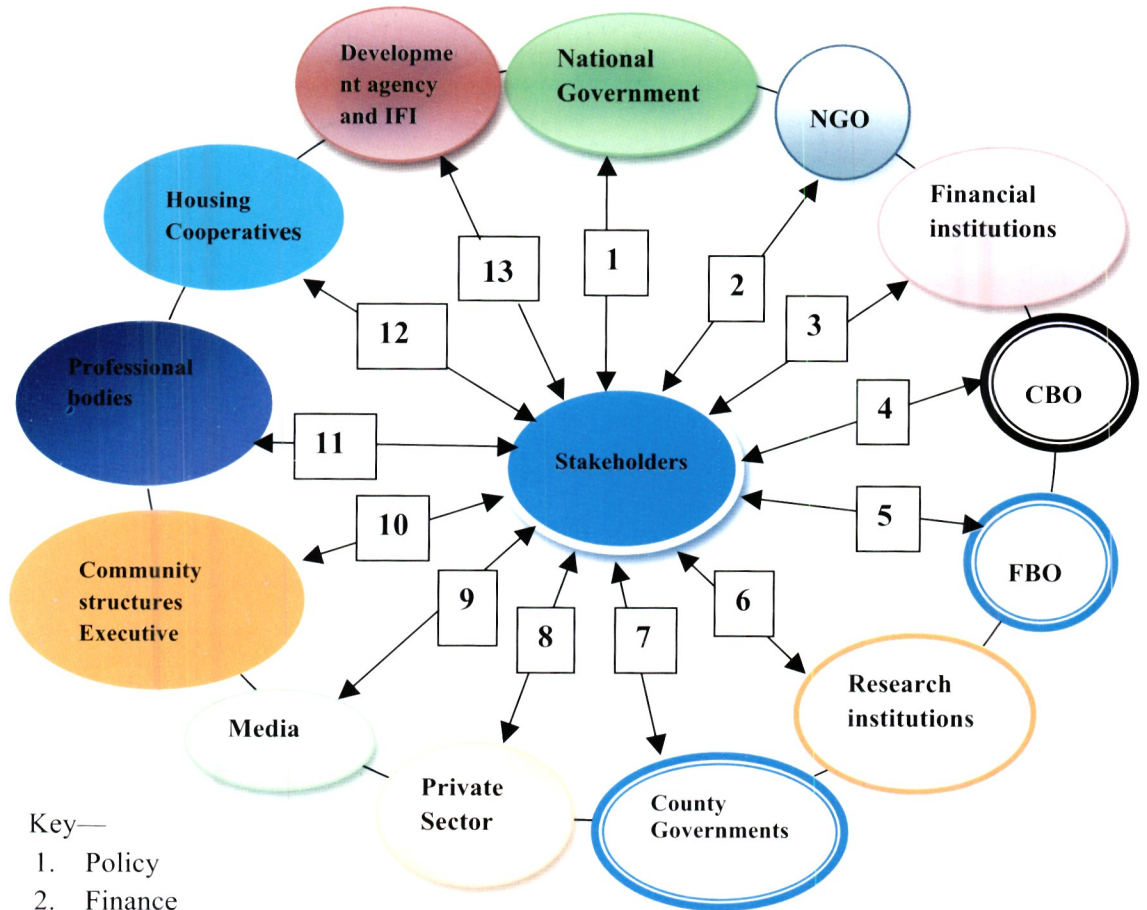 Developme
nt agency
and IFI
National
Government
NGO
Financial
institutions
CBO
FBO
Research
institutions
County
Governments
Private
Sector
Media
Community
structures
Executive
Professional
bodies
Housing
Cooperatives
Stakeholders
1
2
3
4
5
6
7
8
9
10
11
12
13
Key—
1. Policy
2. Finance